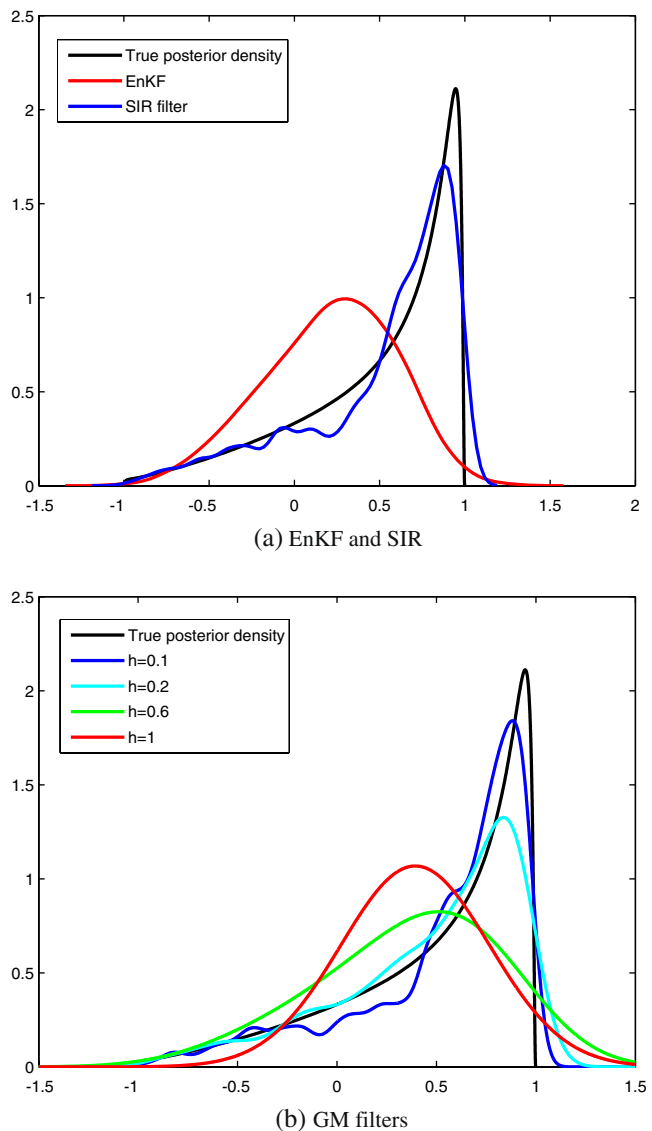 2.5
True posterior density
EnKF
2
SIR filter
1.5
1
0.5
0
-1.5 -1 -0.5 0 0.5 1 1.5 2
(a) EnKF and SIR
2.5
True posterior density
h=0.1
2
h=0.2
h=0.6
h=1
1.5
1
0.5
0
-1.5 -1 -0.5 0 0.5 1 1.5
(b) GM filters